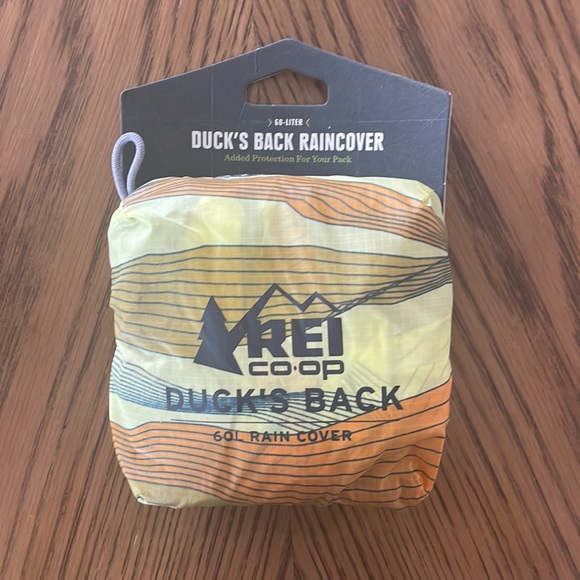 60-LITER
DUCK'S BACK RAINCOVER
Added Protection For Your Pack
REI
CO·OP
DUCK'S BACK
60L RAIN COVER